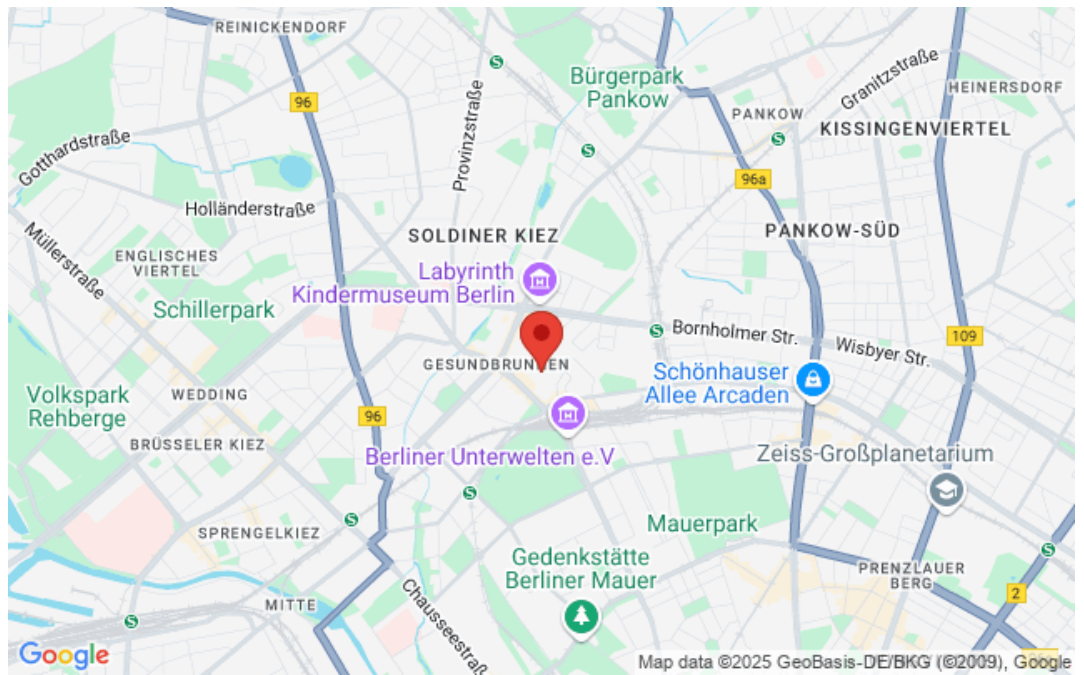 REINICKENDORF
Bürgerpark
Pankow
Granitzstraße
HEINERSDORF
96
Provinzstraße
PANKOW
KISSINGENVIERTEL
Gotthardstraße
96a
Holländerstraße
Müllerstraße
SOLDINER KIEZ
PANKOW-SÜD
ENGLISCHES
VIERTEL
Labyrinth
Kindermuseum Berlin
Schillerpark
Bornholmer Str.
Wisbyer Str.
109
GESUNDBRUNNEN
Schönhauser
Allee Arcaden
Volkspark
Rehberge
WEDDING
96
BRÜSSELER KIEZ
Berliner Unterwelten e.V
Zeiss-Großplanetarium
SPRENGELKIEZ
Mauerpark
Gedenkstätte
Berliner Mauer
PRENZLAUER
BERG
2
MITTE
Chausseestraß
Google
Map data ©2025 GeoBasis-DE/BKG (©2009), Google